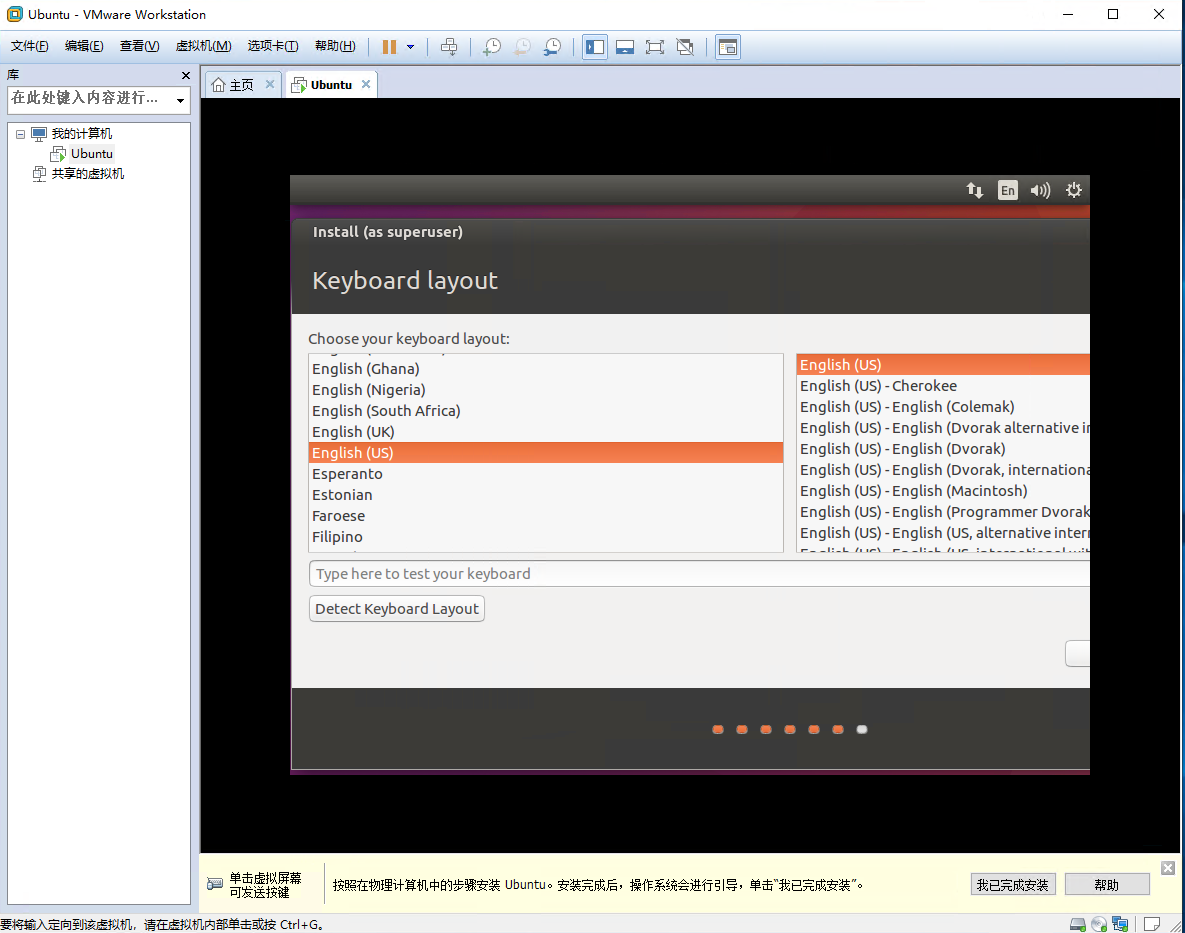 Ubuntu - VMware Workstation
文件(F) 编辑(E) 查看(V) 虚拟机(M) 选项卡(T) 帮助(H)
库
在此处键入内容进行...
我的计算机
Ubuntu
共享的虚拟机
主页
Ubuntu
En
Install (as superuser)
Keyboard layout
Choose your keyboard layout:
English (Ghana)
English (Nigeria)
English (South Africa)
English (UK)
English (US)
Esperanto
Estonian
Faroese
Filipino
English (US)
English (US) - Cherokee
English (US) - English (Colemak)
English (US) - English (Dvorak alternative in
English (US) - English (Dvorak)
English (US) - English (Dvorak, internationa
English (US) - English (Macintosh)
English (US) - English (Programmer Dvorak
English (US) - English (US, alternative intern
English (US) - English (US, international wit
Type here to test your keyboard
Detect Keyboard Layout
单击虚拟屏幕
可发送按键
按照在物理计算机中的步骤安装 Ubuntu。安装完成后，操作系统会进行引导，单击“我已完成安装”。
我已完成安装
帮助
要将输入定向到该虚拟机，请在虚拟机内部单击或按 Ctrl+G。